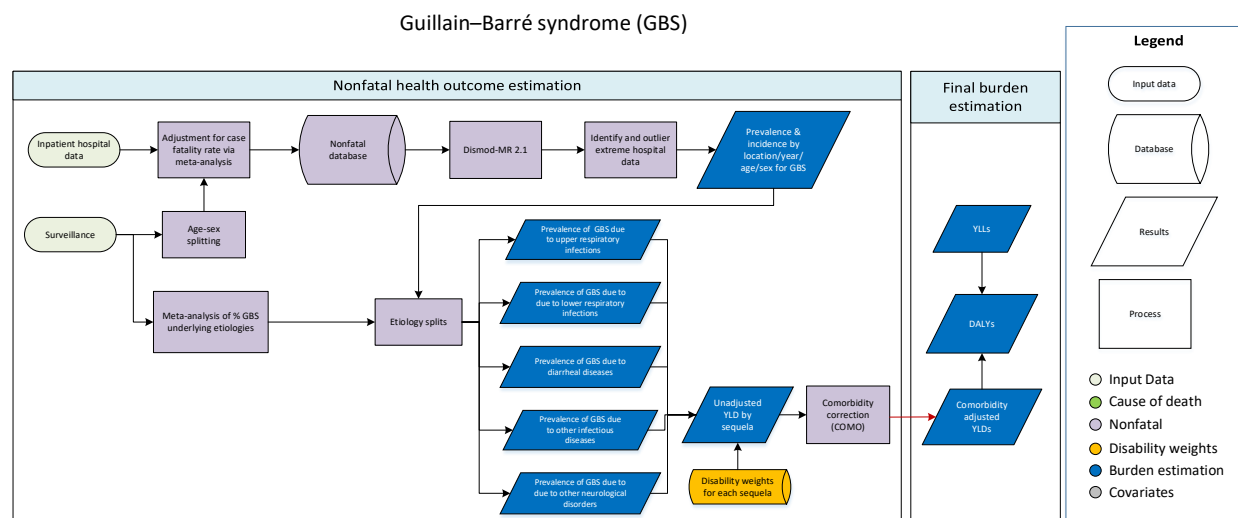 Guillain–Barré syndrome (GBS)
Nonfatal health outcome estimation
Inpatient hospital
data
Adjustment for case
fatality rate via
meta-analysis
Nonfatal
database
Dismod-MR 2.1
Identify and outlier
extreme hospital
data
Prevalence &
incidence by
location/year/
age/sex for GBS
Surveillance
Age-sex
splitting
Meta-analysis of % GBS
underlying etiologies
Etiology splits
Prevalence of GBS due
to upper respiratory
infections
Prevalence of GBS due to
due to lower respiratory
infections
Prevalence of GBS due to
diarrheal diseases
Prevalence of GBS due
to other infectious
diseases
Prevalence of GBS due to
due to other neurological
disorders
Unadjusted
YLD by
sequela
Disability weights
for each sequela
Comorbidity
correction
(COMO)
Final burden
estimation
YLLs
DALYs
Comorbidity
adjusted
YLDs
Legend
Input data
Database
Results
Process
Input Data
Cause of death
Nonfatal
Disability weights
Burden estimation
Covariates